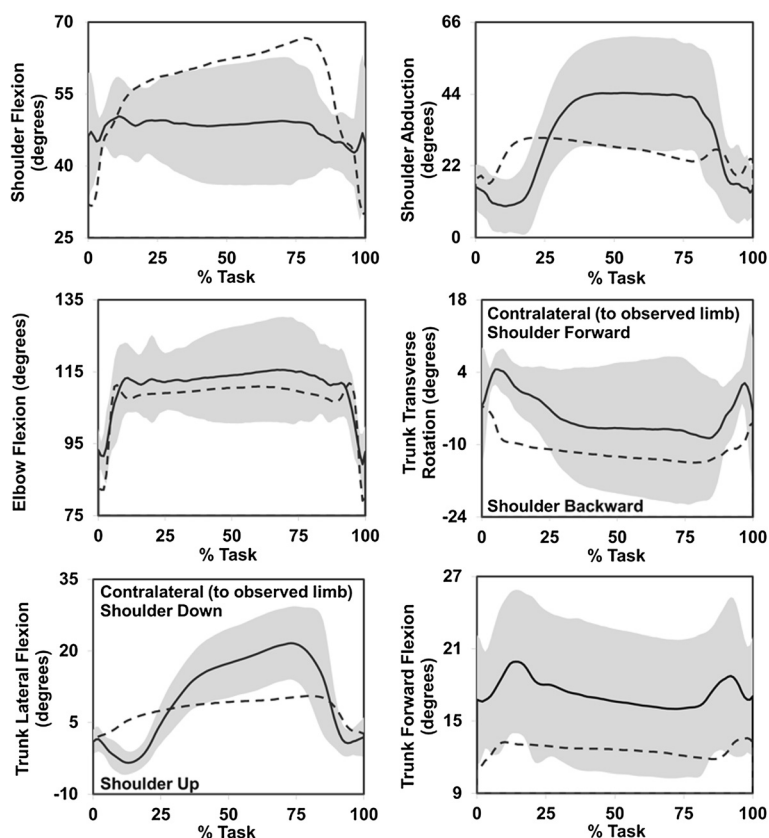 Shoulder Flexion
(degrees)
70
55
40
25
0
25
50
75
100
% Task
Shoulder Abduction
(degrees)
66
44
22
0
0
25
50
75
100
% Task
Elbow Flexion (degrees)
135
115
95
75
0
25
50
75
100
% Task
Trunk Transverse
Rotation (degrees)
18
4
-10
-24
Contralateral (to observed limb)
Shoulder Forward
Shoulder Backward
0
25
50
75
100
% Task
Trunk Lateral Flexion
(degrees)
35
20
5
-10
Contralateral (to observed limb)
Shoulder Down
Shoulder Up
0
25
50
75
100
% Task
Trunk Forward Flexion
(degrees)
27
21
15
9
0
25
50
75
100
% Task